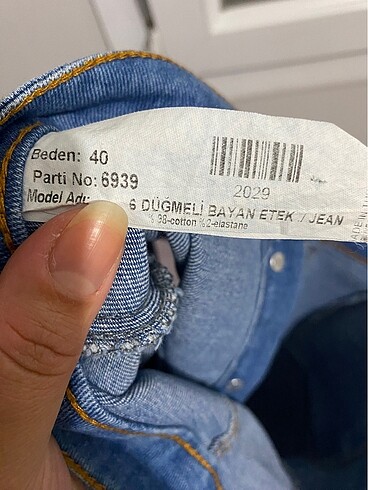 Beden: 40
Parti No: 6939
2029
Model Adı: 6 DÜĞMELİ BAYAN ETEK / JEAN
% 98-cotton %2-elastane